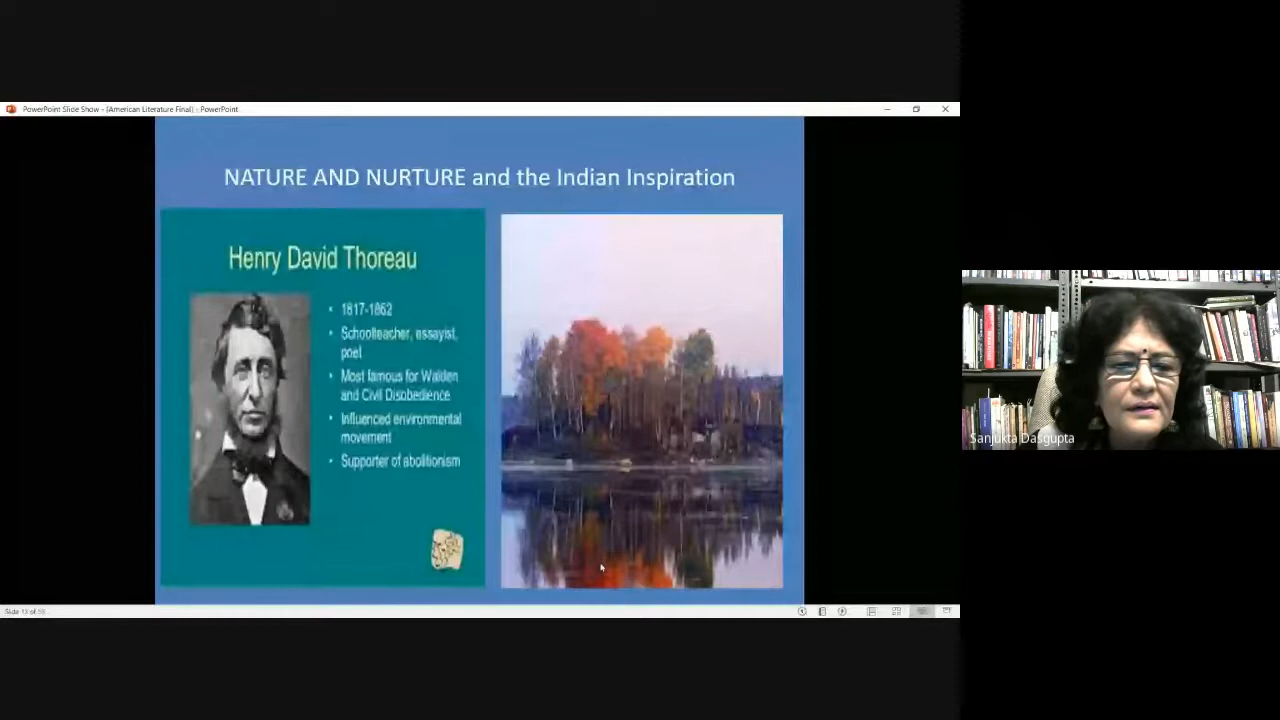 PowerPoint Slide Show - [American Literature Final] - PowerPoint
NATURE AND NURTURE and the Indian Inspiration
Henry David Thoreau
• 1817-1862
• Schoolteacher, essayist,
poet
• Most famous for Walden
and Civil Disobedience
• Influenced environmental
movement
• Supporter of abolitionism
Sanjukta Dasgupta
Slide